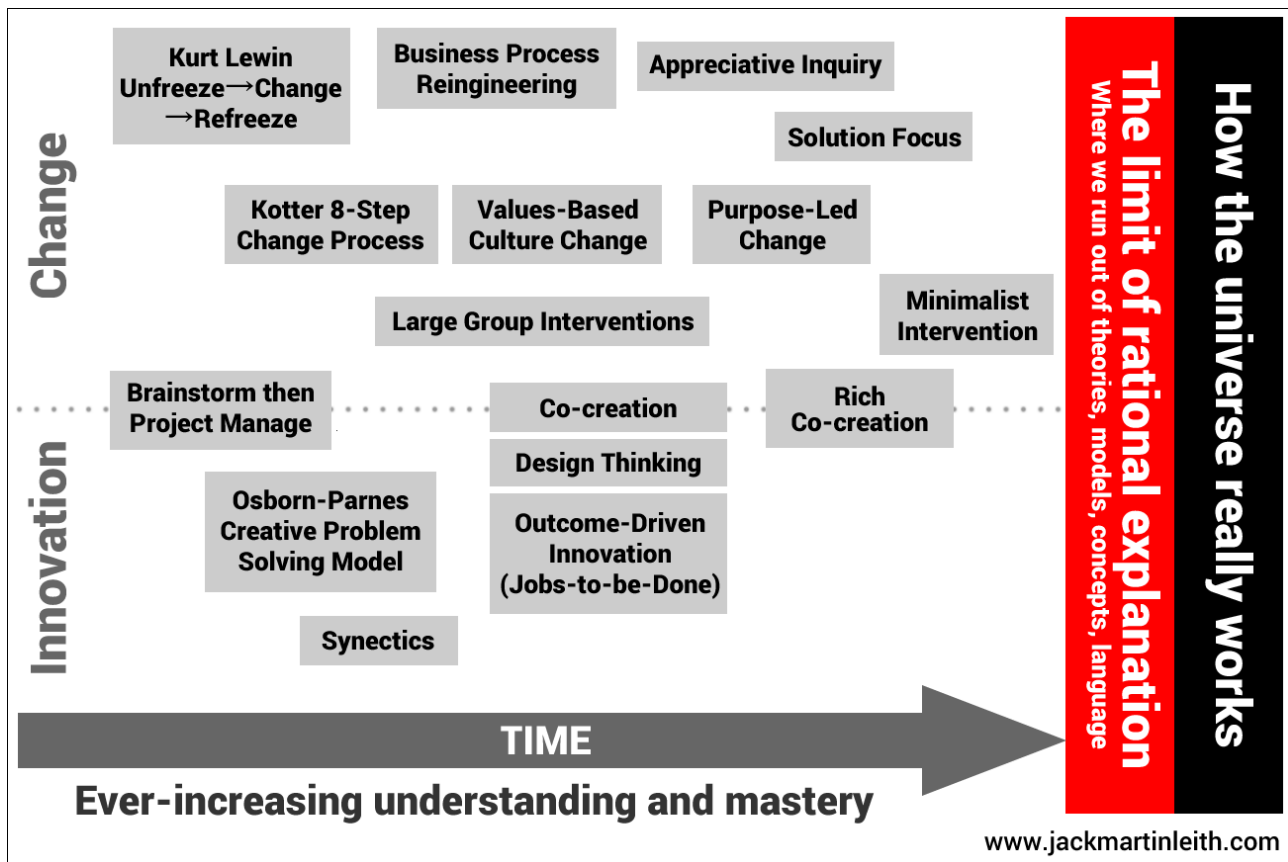 Change
Kurt Lewin
Unfreeze→Change
→Refreeze
Business Process
Reingineering
Appreciative Inquiry
Solution Focus
Kotter 8-Step
Change Process
Values-Based
Culture Change
Purpose-Led
Change
Large Group Interventions
Minimalist
Intervention
Brainstorm then
Project Manage
Co-creation
Rich
Co-creation
Innovation
Design Thinking
Osborn-Parnes
Creative Problem
Solving Model
Outcome-Driven
Innovation
(Jobs-to-be-Done)
Synectics
TIME
Ever-increasing understanding and mastery
The limit of rational explanation
Where we run out of theories, models, concepts, language
How the universe really works
www.jackmartinleith.com